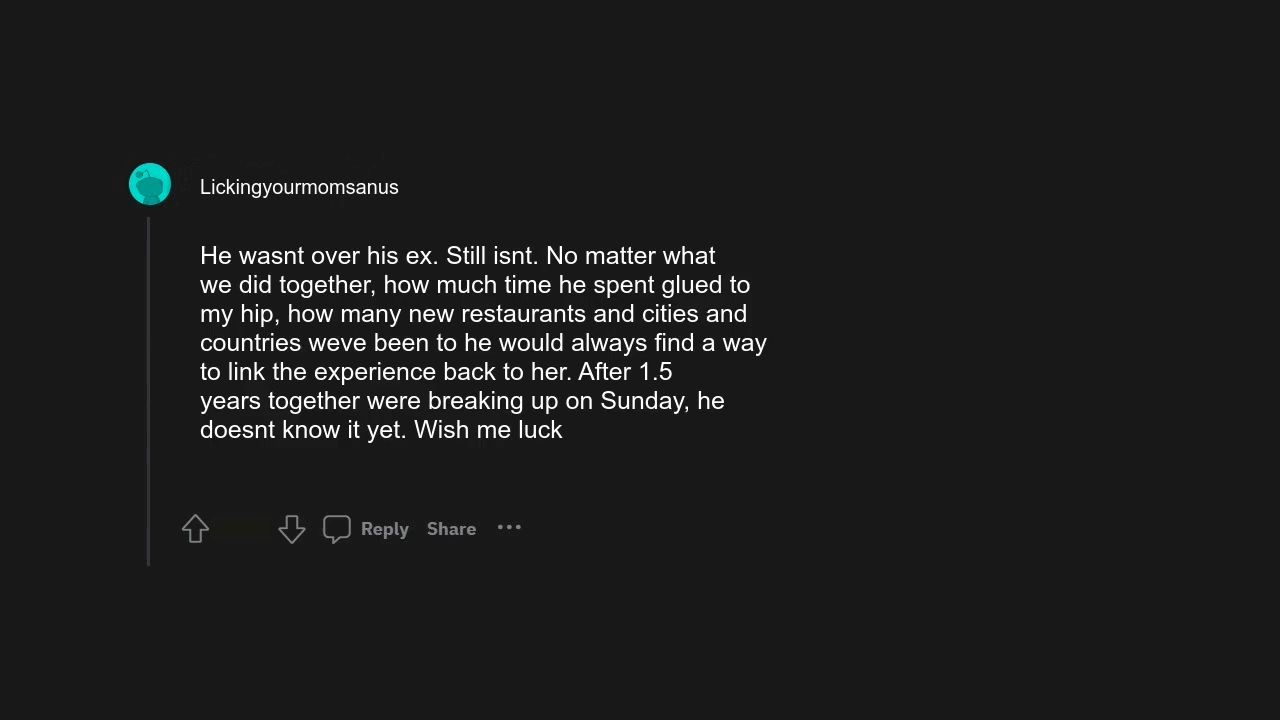 Lickingyourmomsanus
He wasnt over his ex. Still isnt. No matter what
we did together, how much time he spent glued to
my hip, how many new restaurants and cities and
countries weve been to he would always find a way
to link the experience back to her. After 1.5
years together were breaking up on Sunday, he
doesnt know it yet. Wish me luck
Reply Share